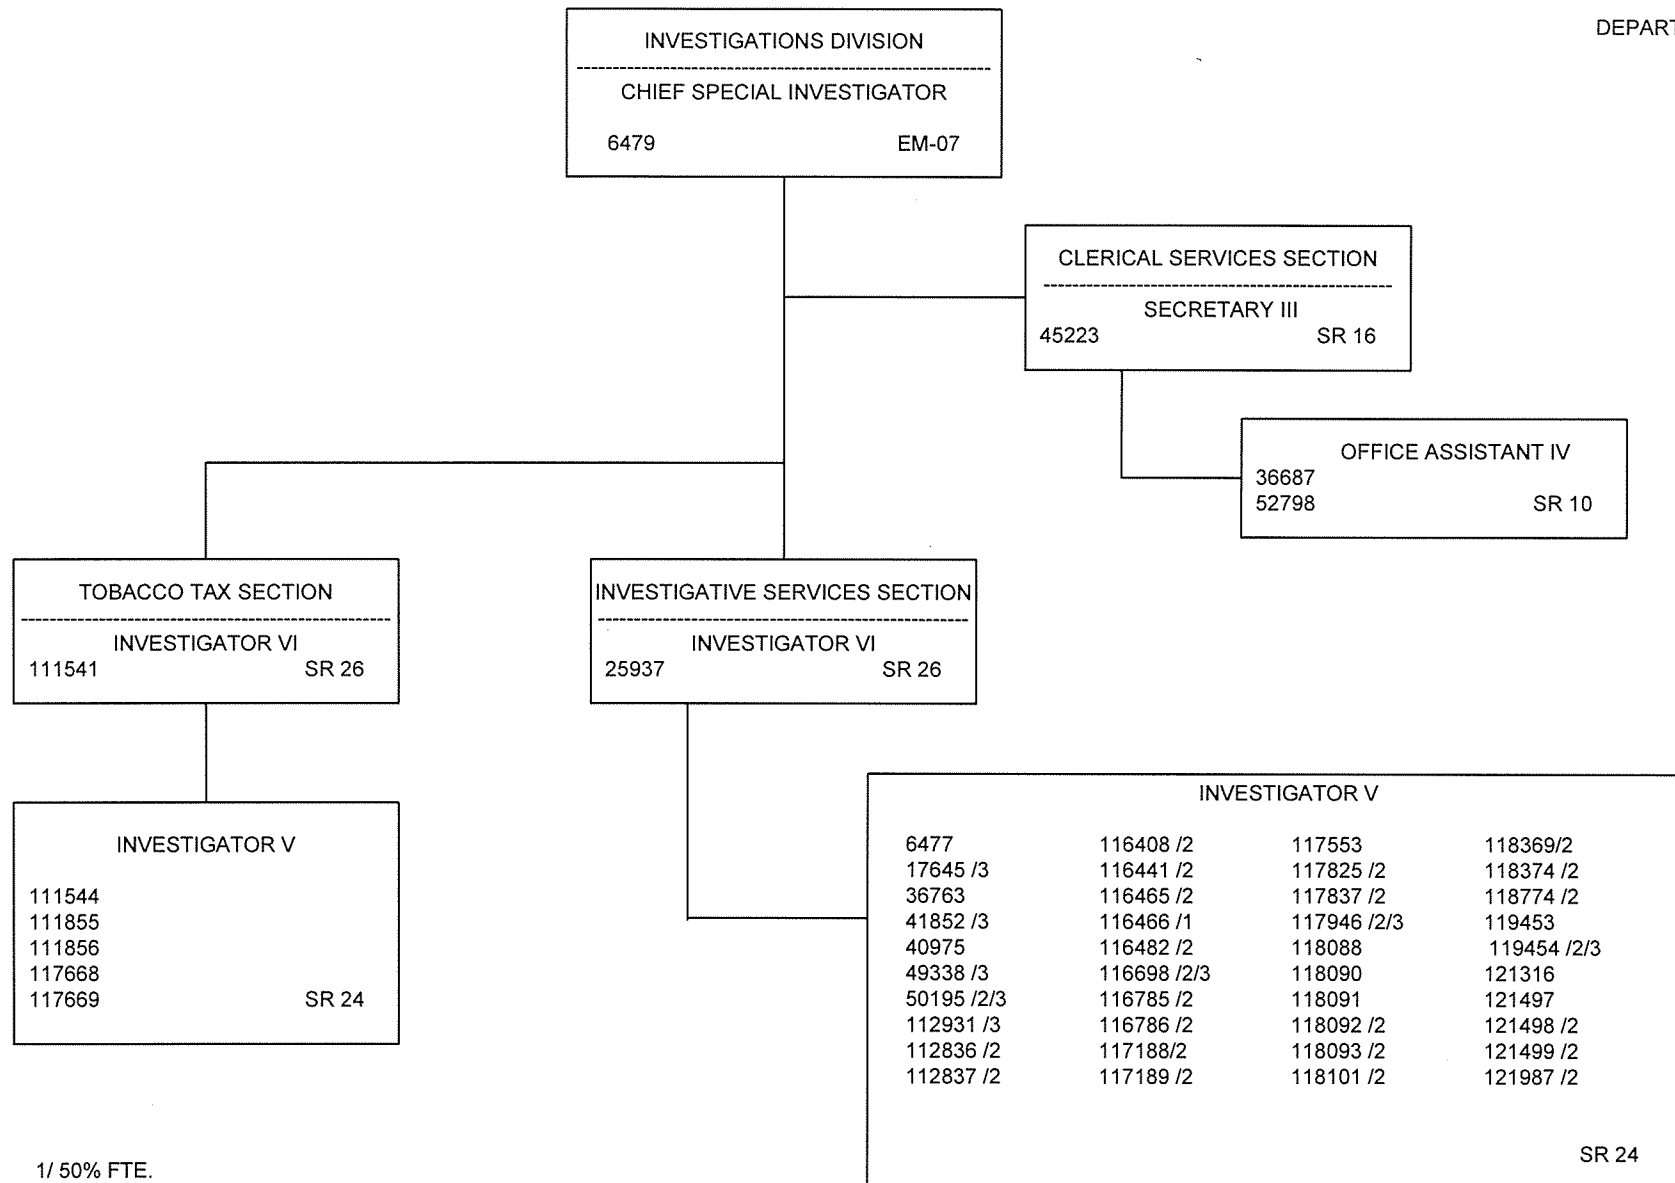 DEPART
INVESTIGATIONS DIVISION
CHIEF SPECIAL INVESTIGATOR
6479 EM-07
CLERICAL SERVICES SECTION
SECRETARY III
45223 SR 16
OFFICE ASSISTANT IV
36687
52798 SR 10
TOBACCO TAX SECTION
INVESTIGATOR VI
111541 SR 26
INVESTIGATIVE SERVICES SECTION
INVESTIGATOR VI
25937 SR 26
INVESTIGATOR V
111544
111855
111856
117668
117669 SR 24
INVESTIGATOR V
6477 116408 /2 117553 118369/2
17645 /3 116441 /2 117825 /2 118374 /2
36763 116465 /2 117837 /2 118774 /2
41852 /3 116466 /1 117946 /2/3 119453
40975 116482 /2 118088 119454 /2/3
49338 /3 116698 /2/3 118090 121316
50195 /2/3 116785 /2 118091 121497
112931 /3 116786 /2 118092 /2 121498 /2
112836 /2 117188/2 118093 /2 121499 /2
112837 /2 117189 /2 118101 /2 121987 /2
SR 24
1/ 50% FTE.